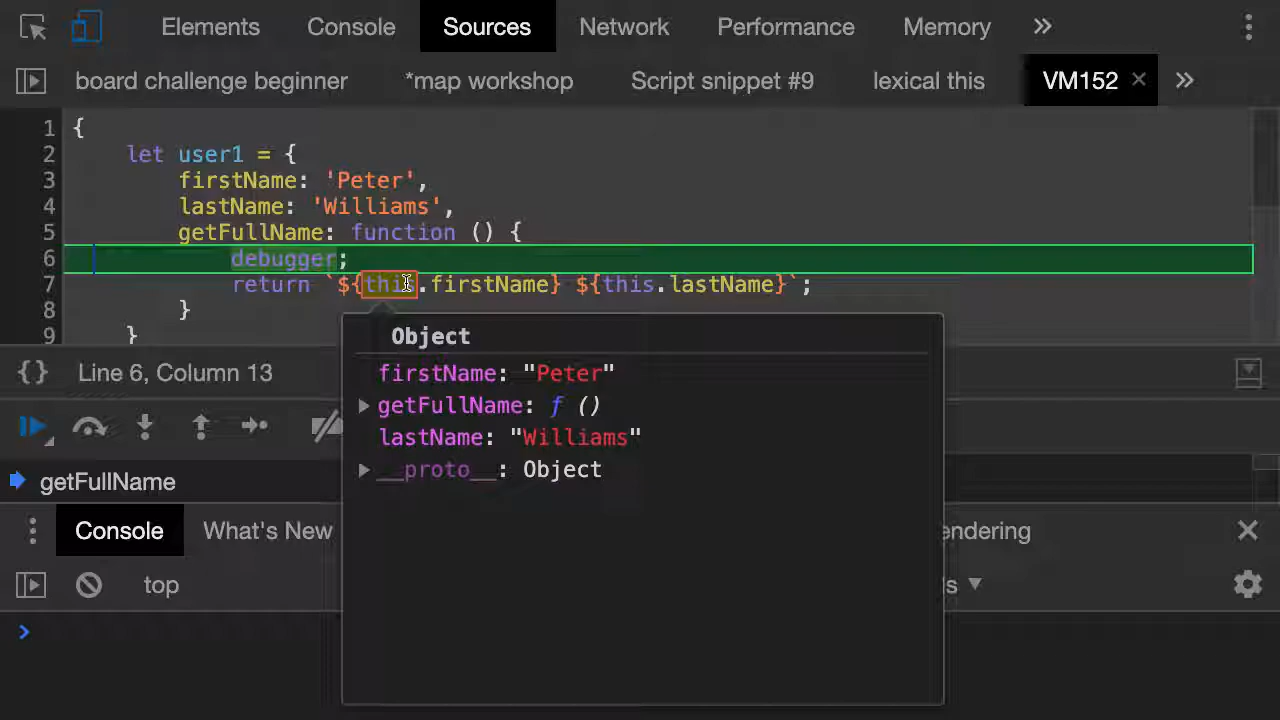 Elements Console Sources Network Performance Memory »
board challenge beginner *map workshop Script snippet #9 lexical this VM152 × »
1 {
2 let user1 = {
3 firstName: 'Peter',
4 lastName: 'Williams',
5 getFullName: function () {
6 debugger;
7 return `${this.firstName} ${this.lastName}`;
8 }
9 }
Object
firstName: "Peter"
▶ getFullName: ƒ ()
lastName: "Williams"
▶ __proto__: Object
{} Line 6, Column 13
getFullName
Console What's New endering ×
top s ▼
>